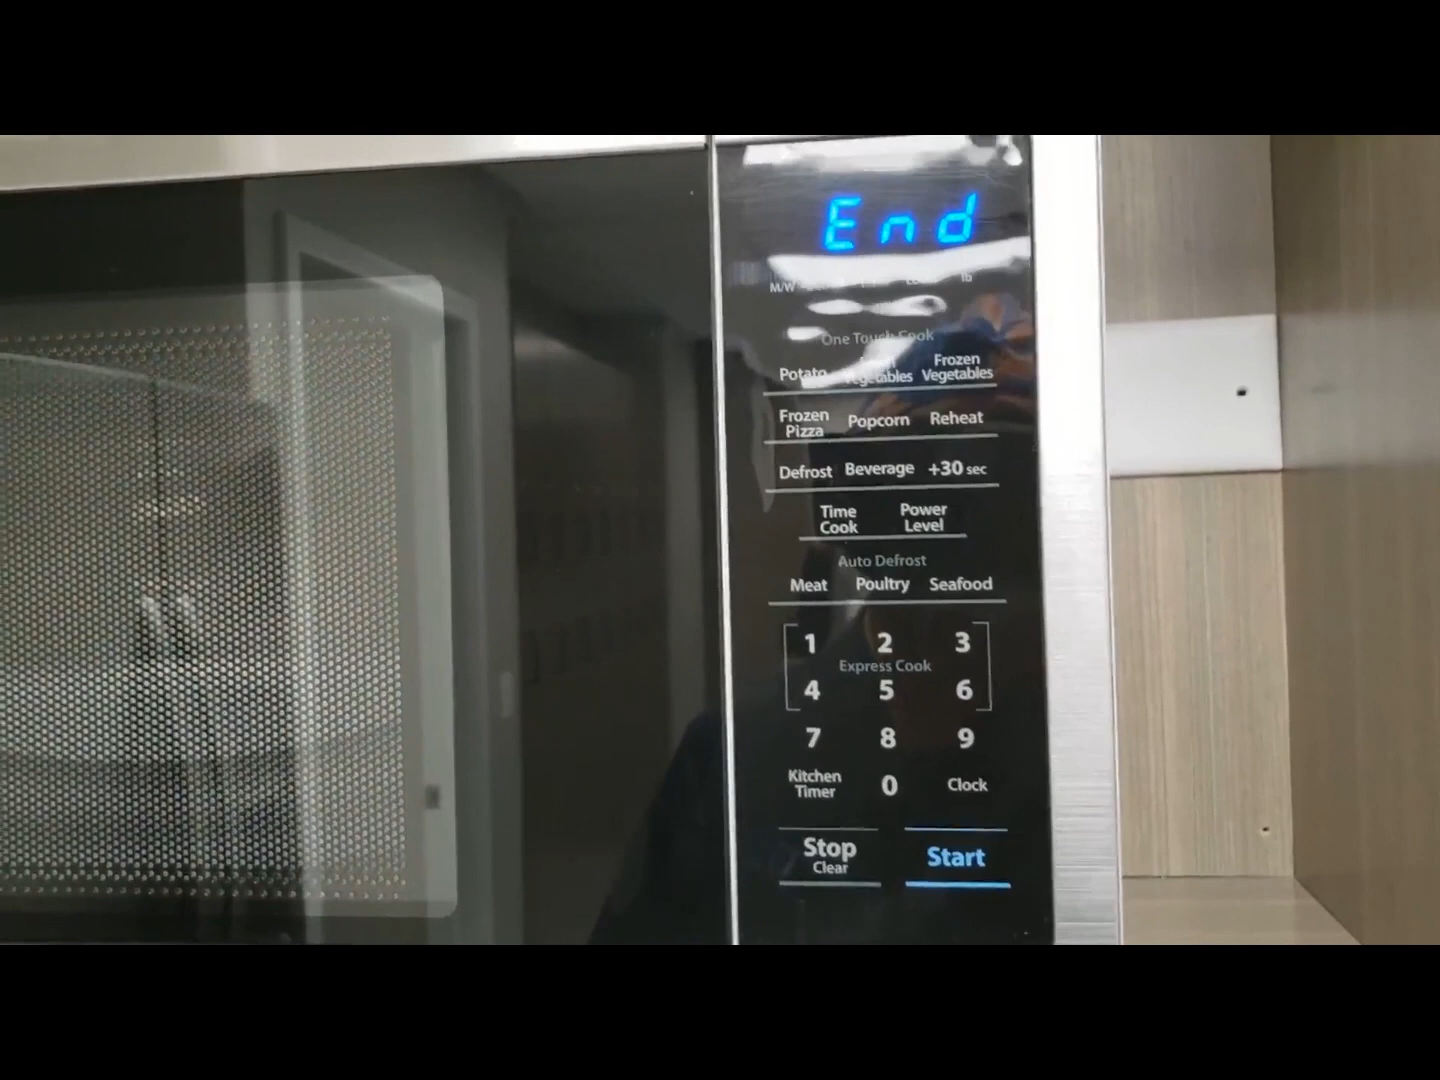 End
M/W
lb
One Touch Cook
Potato Vegetables Frozen Vegetables
Frozen Pizza Popcorn Reheat
Defrost Beverage +30 sec
Time Cook Power Level
Auto Defrost
Meat Poultry Seafood
1 2 3
Express Cook
4 5 6
7 8 9
Kitchen Timer 0 Clock
Stop Clear Start